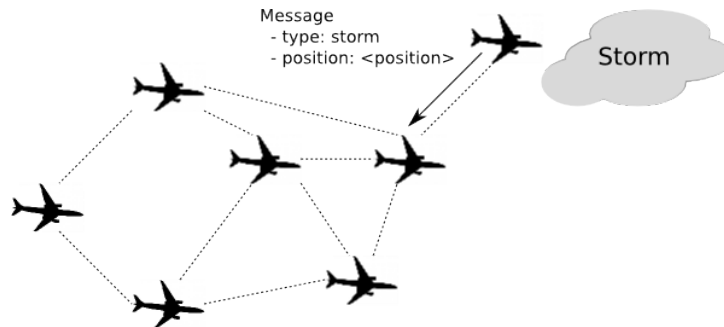 Message
- type: storm
- position: <position>
Storm